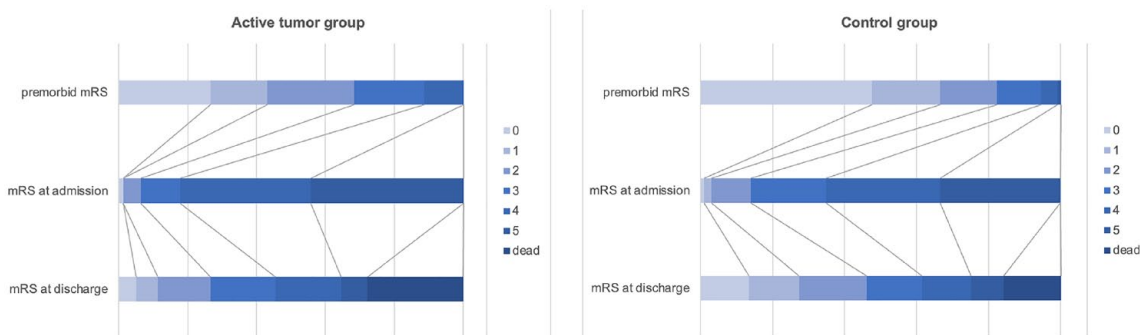 Active tumor group
premorbid mRS
mRS at admission
mRS at discharge
0
1
2
3
4
5
dead
Control group
premorbid mRS
mRS at admission
mRS at discharge
0
1
2
3
4
5
dead